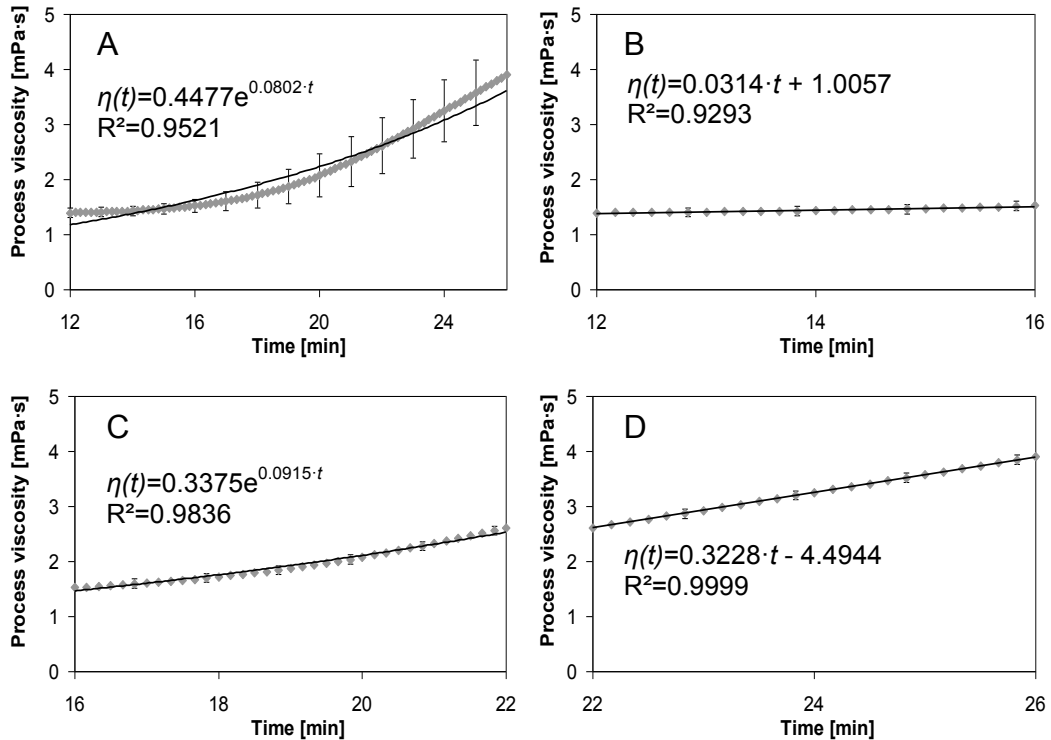 A
η(t)=0.4477e^0.0802·t
R²=0.9521
Process viscosity [mPa·s]
5
4
3
2
1
0
12 16 20 24
Time [min]
B
η(t)=0.0314·t + 1.0057
R²=0.9293
Process viscosity [mPa·s]
5
4
3
2
1
0
12 14 16
Time [min]
C
η(t)=0.3375e^0.0915·t
R²=0.9836
Process viscosity [mPa·s]
5
4
3
2
1
0
16 18 20 22
Time [min]
D
η(t)=0.3228·t - 4.4944
R²=0.9999
Process viscosity [mPa·s]
5
4
3
2
1
0
22 24 26
Time [min]